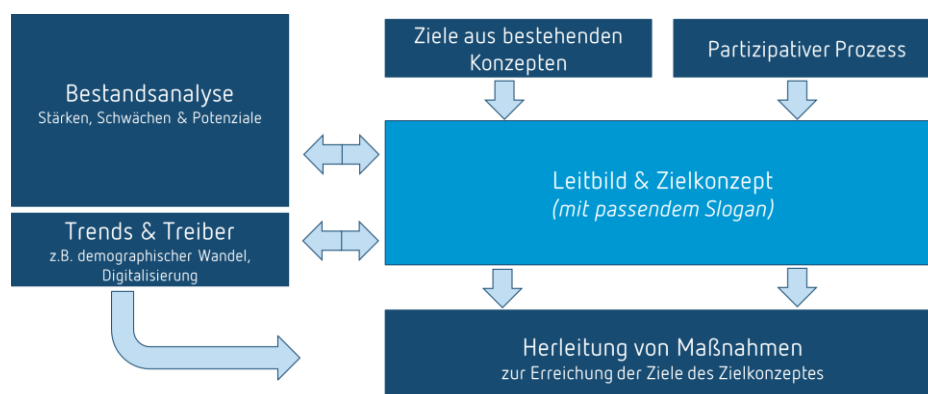 Bestandsanalyse
Stärken, Schwächen & Potenziale
Trends & Treiber
z.B. demographischer Wandel,
Digitalisierung
Ziele aus bestehenden
Konzepten
Partizipativer Prozess
Leitbild & Zielkonzept
(mit passendem Slogan)
Herleitung von Maßnahmen
zur Erreichung der Ziele des Zielkonzeptes